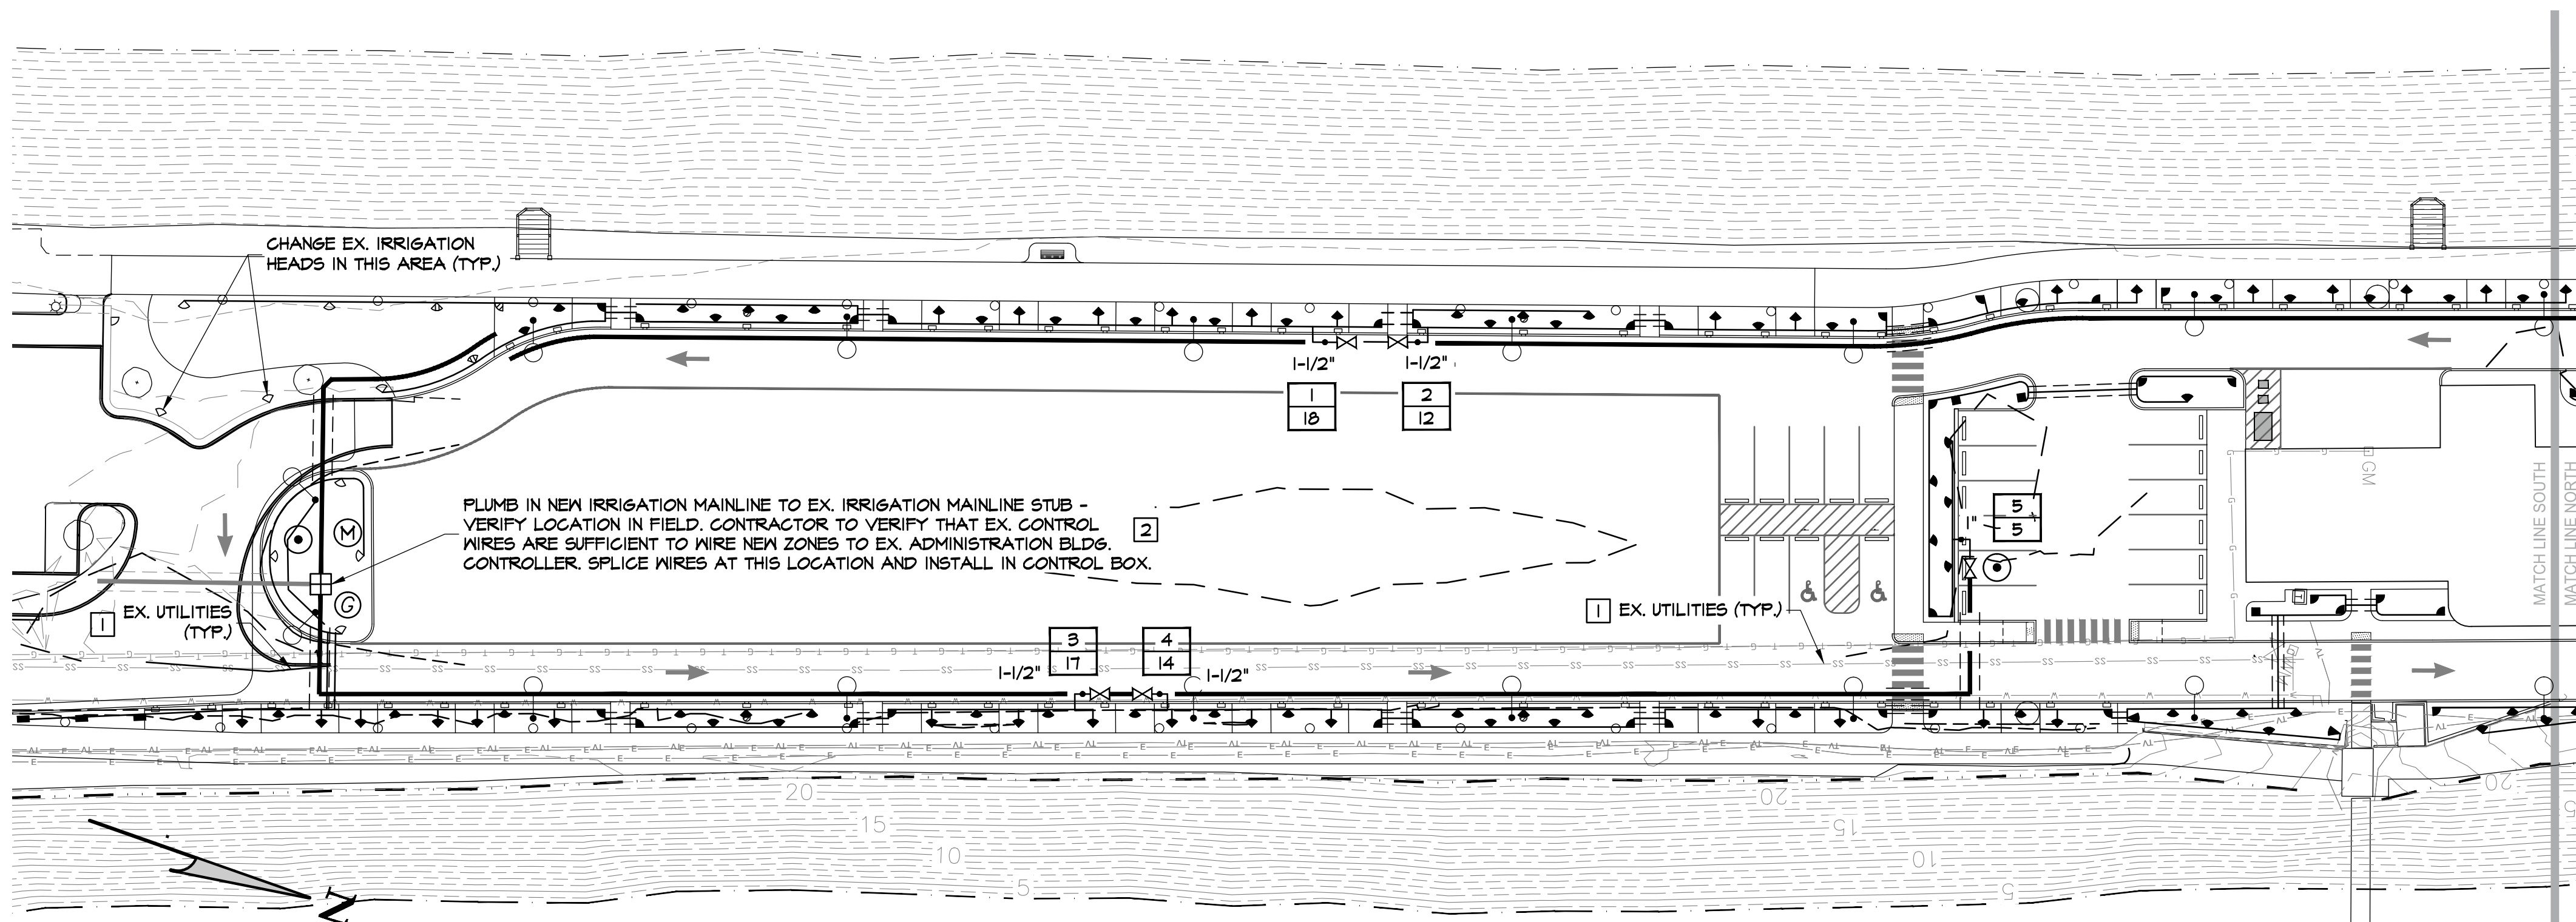 CHANGE EX. IRRIGATION
HEADS IN THIS AREA (TYP.)
1-1/2"
1-1/2"
1
18
2
12
PLUMB IN NEW IRRIGATION MAINLINE TO EX. IRRIGATION MAINLINE STUB -
VERIFY LOCATION IN FIELD. CONTRACTOR TO VERIFY THAT EX. CONTROL
WIRES ARE SUFFICIENT TO WIRE NEW ZONES TO EX. ADMINISTRATION BLDG.
CONTROLLER. SPLICE WIRES AT THIS LOCATION AND INSTALL IN CONTROL BOX.
2
M
G
5
5
1"
GM
MATCH LINE SOUTH
MATCH LINE NORTH
1
EX. UTILITIES
(TYP.)
1
EX. UTILITIES (TYP.)
3
17
4
14
1-1/2"
1-1/2"
20
15
10
5
20
15
10
5
20
N